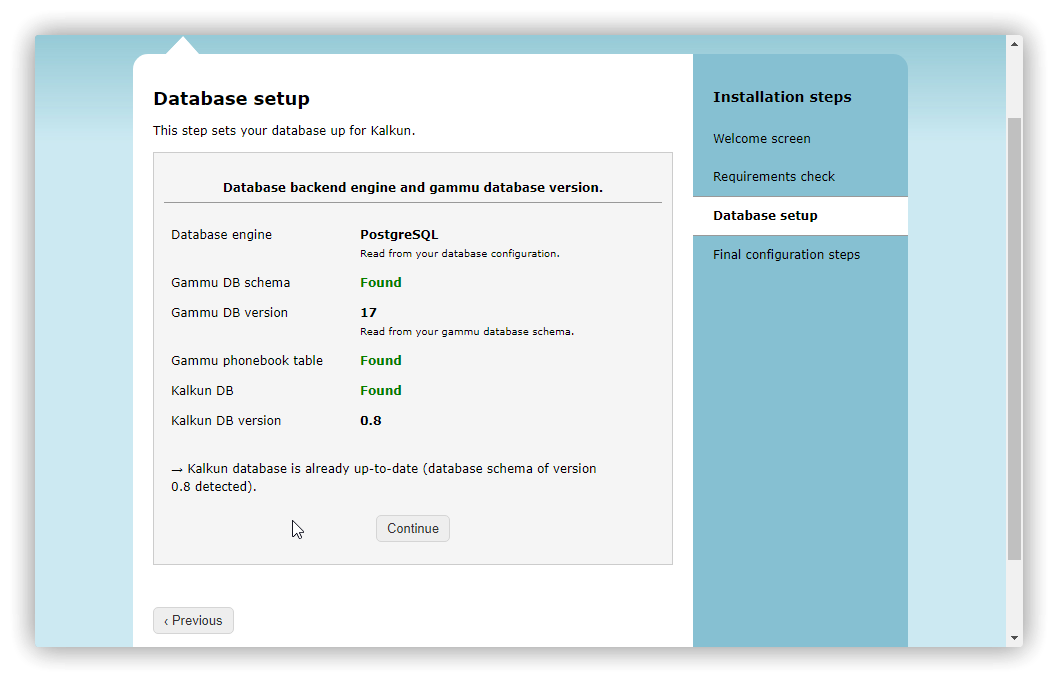 Database setup
This step sets your database up for Kalkun.
Database backend engine and gammu database version.
Database engine PostgreSQL
Read from your database configuration.
Gammu DB schema Found
Gammu DB version 17
Read from your gammu database schema.
Gammu phonebook table Found
Kalkun DB Found
Kalkun DB version 0.8
→ Kalkun database is already up-to-date (database schema of version
0.8 detected).
Continue
‹ Previous
Installation steps
Welcome screen
Requirements check
Database setup
Final configuration steps